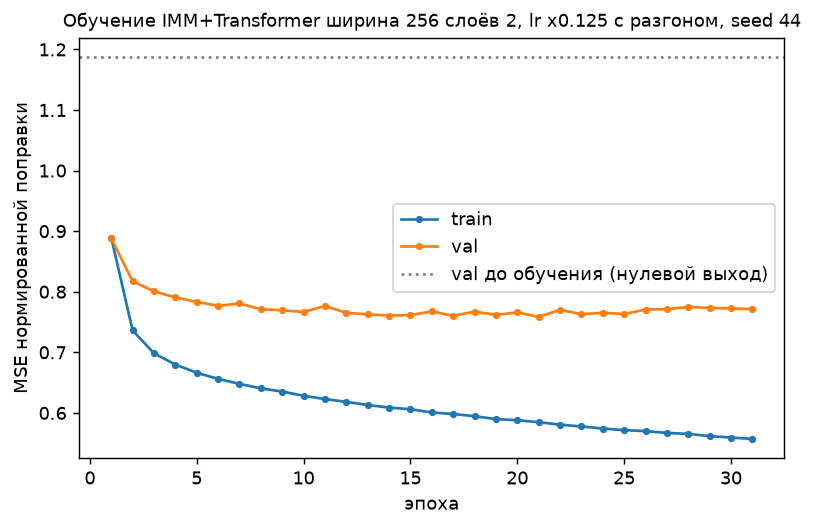 Обучение IMM+Transformer ширина 256 слоёв 2, lr x0.125 с разгоном, seed 44
MSE нормированной поправки
1.2
1.1
1.0
0.9
0.8
0.7
0.6
train
val
val до обучения (нулевой выход)
0 5 10 15 20 25 30
эпоха